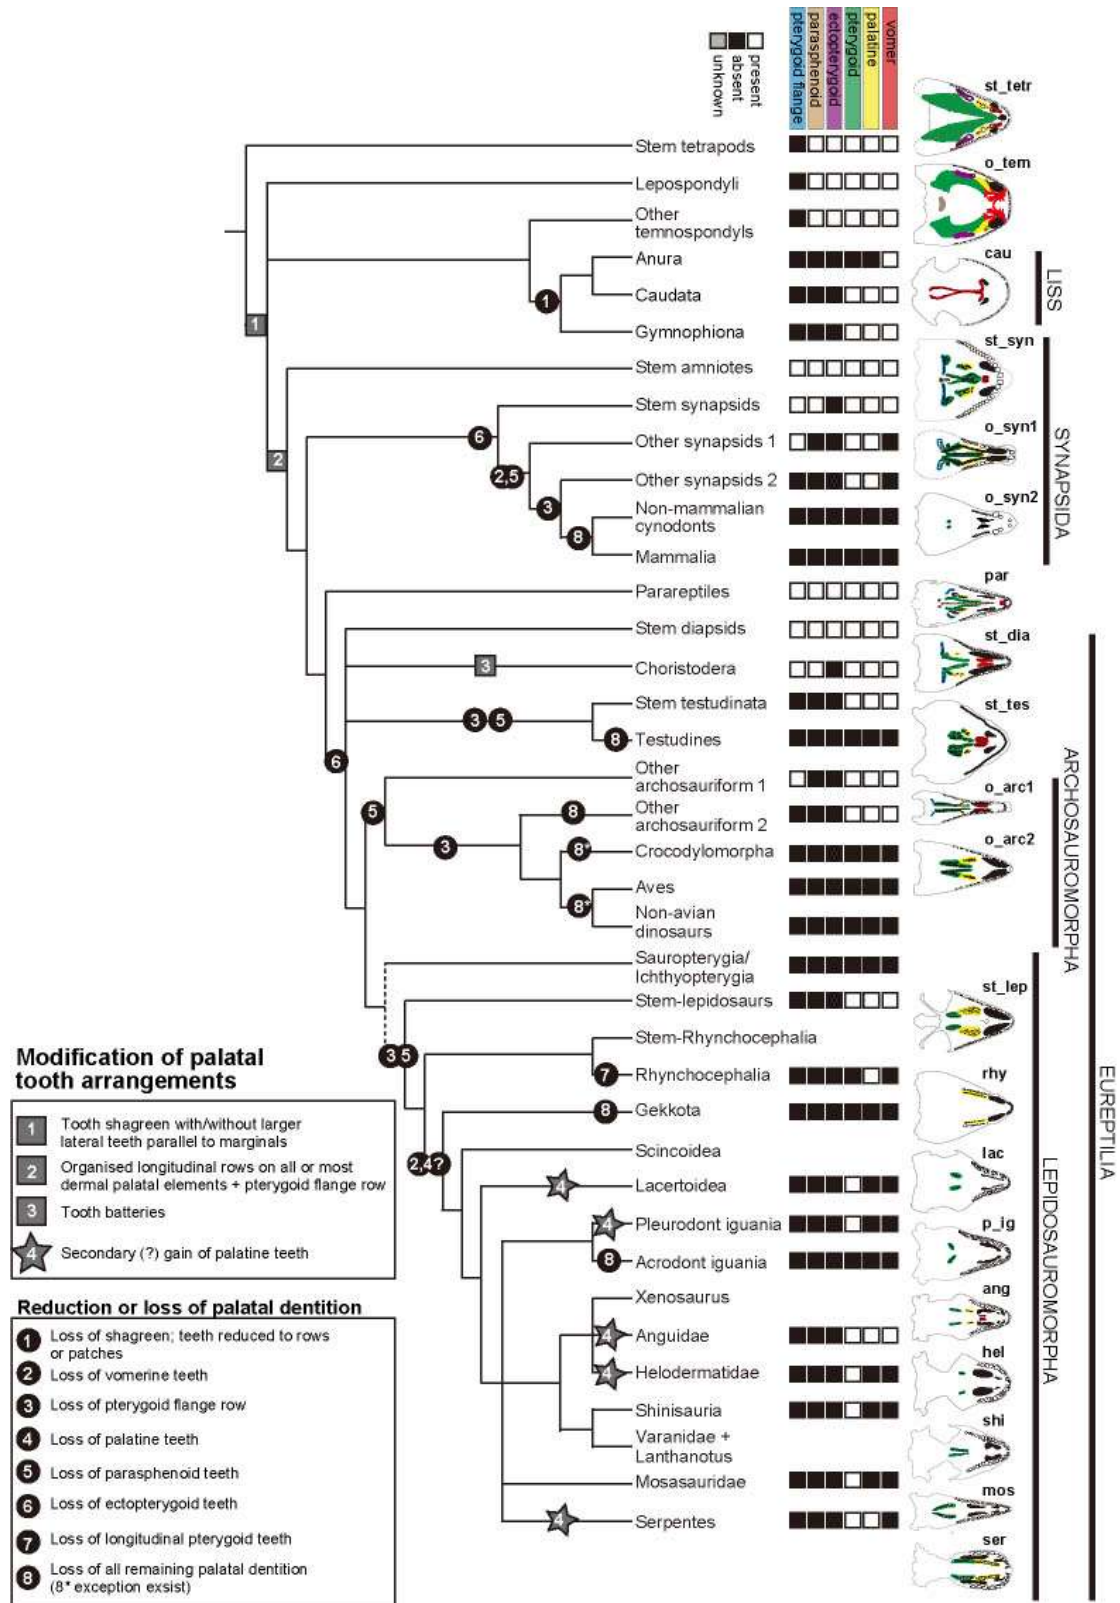 pterygoid flange
parasphenoid
ectopterygoid
pterygoid
palatine
vomer
present
absent
unknown
st_tetr
Stem tetrapods
o_tem
Lepospondyli
Other
temnospondyls
cau
Anura
LISS
1
Caudata
1
Gymnophiona
st_syn
Stem amniotes
SYNAPSIDA
Stem synapsids
6
o_syn1
Other synapsids 1
2
2,5
Other synapsids 2
o_syn2
3
Non-mammalian
cynodonts
8
Mammalia
par
Parareptiles
st_dia
Stem diapsids
3
Choristodera
st_tes
Stem testudinata
3 5
8
Testudines
6
ARCHOSAUROMORPHA
Other
archosauriform 1
o_arc1
5
8
Other
archosauriform 2
o_arc2
3
8*
Crocodylomorpha
Aves
8*
Non-avian
dinosaurs
Sauropterygia/
Ichthyopterygia
st_lep
Stem-lepidosaurs
3 5
Stem-Rhynchocephalia
rhy
7
Rhynchocephalia
EUREPTILIA
8
Gekkota
2,4 ?
Scincoidea
lac
LEPIDOSAUROMORPHA
4
Lacertoidea
p_ig
4
Pleurodont iguania
8
Acrodont iguania
ang
Xenosaurus
4
Anguidae
hel
4
Helodermatidae
Shinisauria
shi
Varanidae +
Lanthanotus
Mosasauridae
mos
4
Serpentes
ser
Modification of palatal
tooth arrangements
1 Tooth shagreen with/without larger
lateral teeth parallel to marginals
2 Organised longitudinal rows on all or most
dermal palatal elements + pterygoid flange row
3 Tooth batteries
4 Secondary (?) gain of palatine teeth
Reduction or loss of palatal dentition
1 Loss of shagreen; teeth reduced to rows
or patches
2 Loss of vomerine teeth
3 Loss of pterygoid flange row
4 Loss of palatine teeth
5 Loss of parasphenoid teeth
6 Loss of ectopterygoid teeth
7 Loss of longitudinal pterygoid teeth
8 Loss of all remaining palatal dentition
(8* exception exsist)